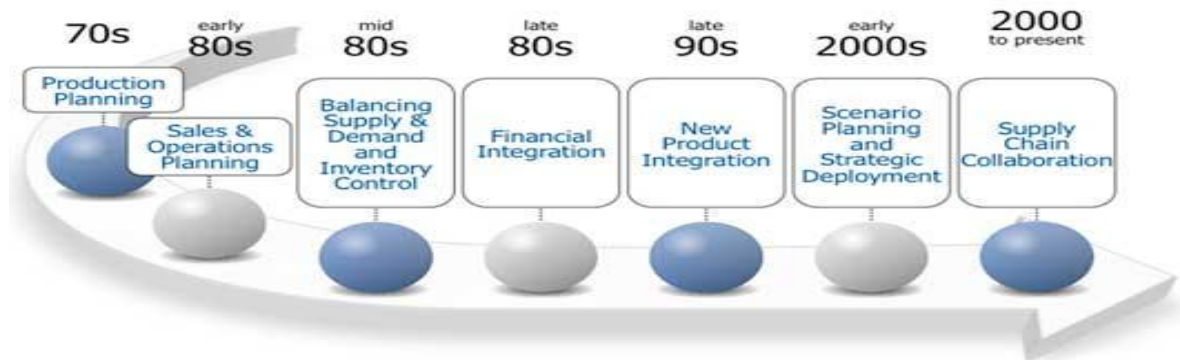 70s
Production
Planning
early
80s
Sales &
Operations
Planning
mid
80s
Balancing
Supply &
Demand
and
Inventory
Control
late
80s
Financial
Integration
late
90s
New
Product
Integration
early
2000s
Scenario
Planning
and
Strategic
Deployment
2000
to present
Supply
Chain
Collaboration